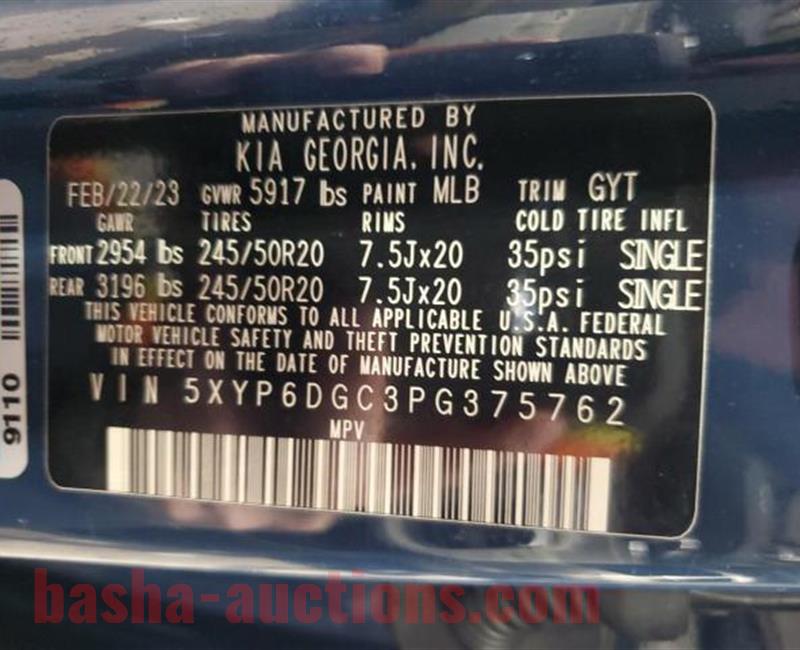 MANUFACTURED BY
KIA GEORGIA, INC.
FEB/22/23 GVWR 5917 lbs PAINT MLB TRIM GYT
GAWR TIRES RIMS COLD TIRE INFL
FRONT 2954 lbs 245/50R20 7.5Jx20 35psi SINGLE
REAR 3196 lbs 245/50R20 7.5Jx20 35psi SINGLE
THIS VEHICLE CONFORMS TO ALL APPLICABLE U.S.A. FEDERAL
MOTOR VEHICLE SAFETY AND THEFT PREVENTION STANDARDS
IN EFFECT ON THE DATE OF MANUFACTURE SHOWN ABOVE
VIN 5XYP6DGC3PG375762
MPV
9110
basha-auctions.com